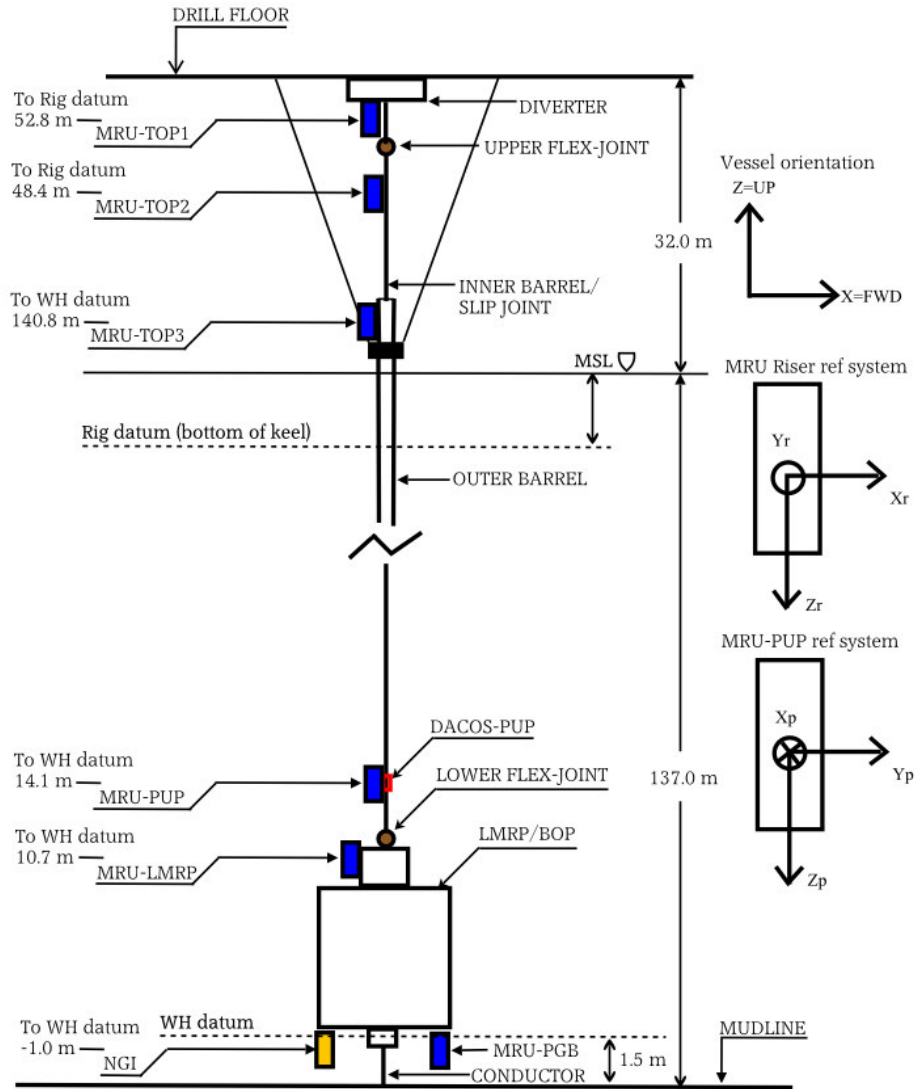 DRILL FLOOR
To Rig datum
52.8 m
MRU-TOP1
DIVERTER
UPPER FLEX-JOINT
To Rig datum
48.4 m
MRU-TOP2
Vessel orientation
Z=UP
X=FWD
32.0 m
To WH datum
140.8 m
MRU-TOP3
INNER BARREL/
SLIP JOINT
MSL
MRU Riser ref system
Yr
Xr
Zr
Rig datum (bottom of keel)
OUTER BARREL
MRU-PUP ref system
Xp
Yp
Zp
DACOS-PUP
To WH datum
14.1 m
MRU-PUP
LOWER FLEX-JOINT
137.0 m
To WH datum
10.7 m
MRU-LMRP
LMRP/BOP
WH datum
To WH datum
-1.0 m
NGI
MRU-PGB
1.5 m
CONDUCTOR
MUDLINE